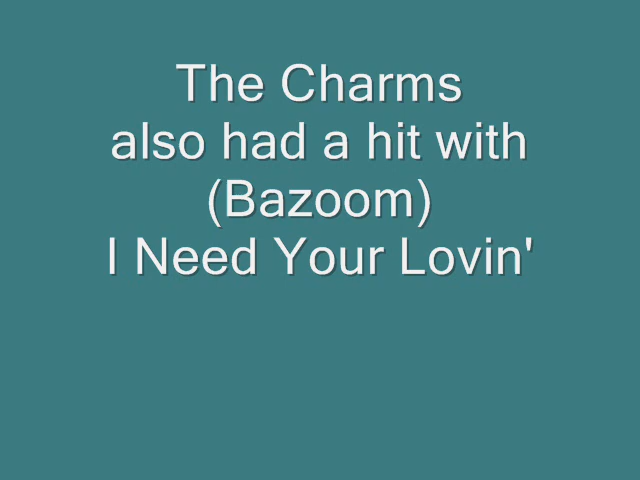 The Charms
also had a hit with
(Bazoom)
I Need Your Lovin'